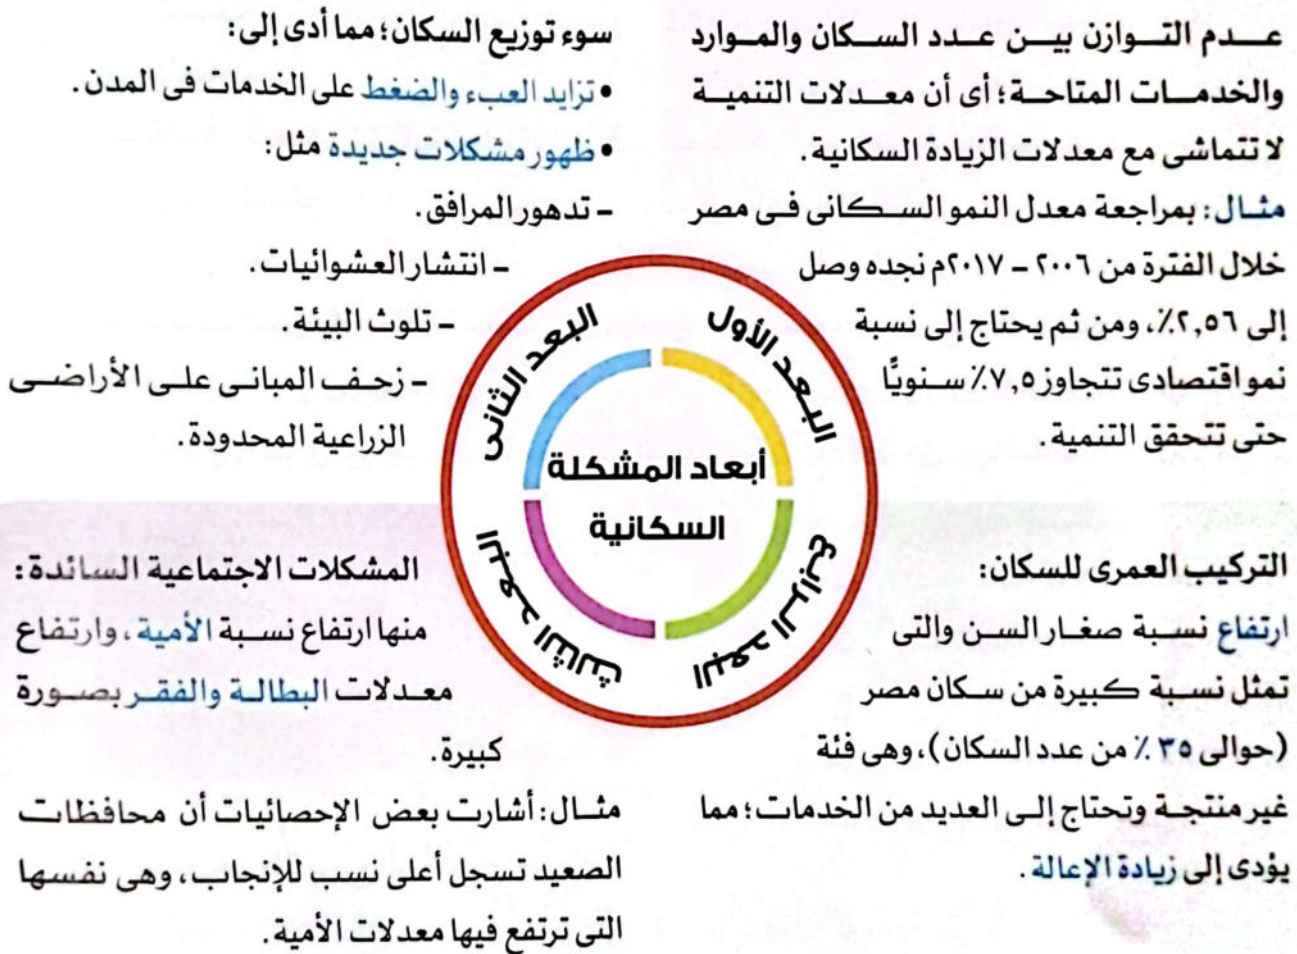 عدم التوازن بين عدد السكان والموارد
والخدمات المتاحة؛ أى أن معدلات التنمية
لا تتماشى مع معدلات الزيادة السكانية.
مثال: بمراجعة معدل النمو السكانى فى مصر
خلال الفترة من ٢٠٠٦ - ٢٠١٧م نجده وصل
إلى ٢,٥٦٪، ومن ثم يحتاج إلى نسبة
نمو اقتصادى تتجاوز ٧,٥٪ سنويًّا
حتى تتحقق التنمية.
سوء توزيع السكان؛ مما أدى إلى:
• تزايد العبء والضغط على الخدمات فى المدن.
• ظهور مشكلات جديدة مثل:
- تدهور المرافق.
- انتشار العشوائيات.
- تلوث البيئة.
- زحف المبانى على الأراضى
الزراعية المحدودة.
البعد الأول
البعد الثانى
أبعاد المشكلة
السكانية
البعد الثالث
البعد الرابع
المشكلات الاجتماعية السائدة:
منها ارتفاع نسبة الأمية، وارتفاع
معدلات البطالة والفقر بصورة
كبيرة.
مثال: أشارت بعض الإحصائيات أن محافظات
الصعيد تسجل أعلى نسب للإنجاب، وهى نفسها
التى ترتفع فيها معدلات الأمية.
التركيب العمرى للسكان:
ارتفاع نسبة صغار السن والتى
تمثل نسبة كبيرة من سكان مصر
(حوالى ٣٥ ٪ من عدد السكان)، وهى فئة
غير منتجة وتحتاج إلى العديد من الخدمات؛ مما
يؤدى إلى زيادة الإعالة.